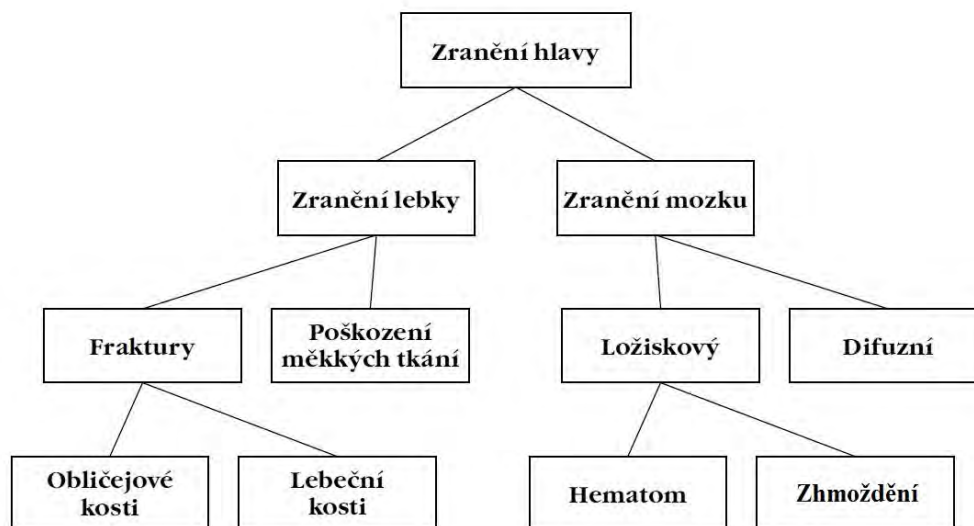 Zranění hlavy
Zranění lebky
Zranění mozku
Fraktury
Poškození
měkkých tkání
Ložiskový
Difuzní
Obličejové
kosti
Lebeční
kosti
Hematom
Zhmoždění